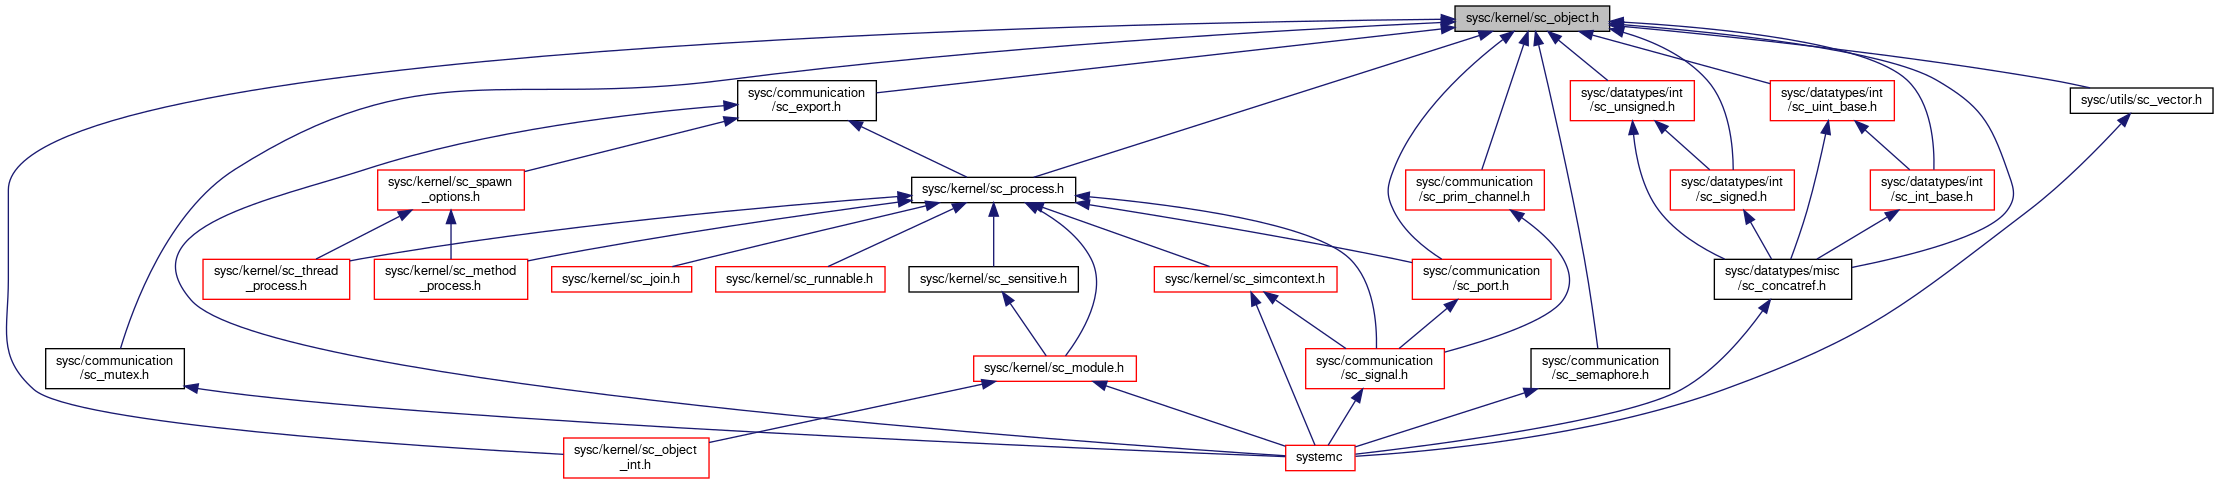 sysc/kernel/sc_object.h
sysc/communication
/sc_export.h
sysc/datatypes/int
/sc_unsigned.h
sysc/datatypes/int
/sc_uint_base.h
sysc/utils/sc_vector.h
sysc/kernel/sc_spawn
_options.h
sysc/kernel/sc_process.h
sysc/communication
/sc_prim_channel.h
sysc/datatypes/int
/sc_signed.h
sysc/datatypes/int
/sc_int_base.h
sysc/kernel/sc_thread
_process.h
sysc/kernel/sc_method
_process.h
sysc/kernel/sc_join.h
sysc/kernel/sc_runnable.h
sysc/kernel/sc_sensitive.h
sysc/kernel/sc_simcontext.h
sysc/communication
/sc_port.h
sysc/datatypes/misc
/sc_concatref.h
sysc/communication
/sc_mutex.h
sysc/kernel/sc_module.h
sysc/communication
/sc_signal.h
sysc/communication
/sc_semaphore.h
sysc/kernel/sc_object
_int.h
systemc